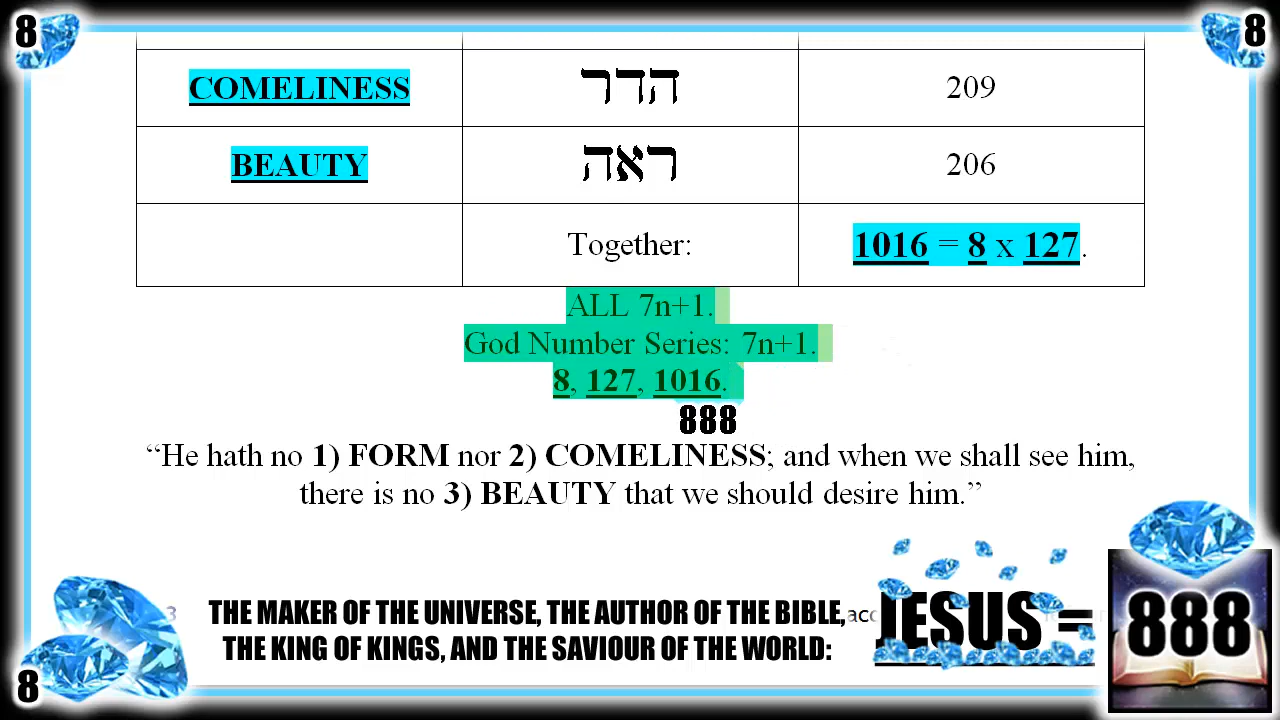 8 8
COMELINESS הדר 209
BEAUTY ראה 206
Together: 1016 = 8 x 127.
ALL 7n+1.
God Number Series: 7n+1.
8, 127, 1016.
888
“He hath no 1) FORM nor 2) COMELINESS; and when we shall see him,
there is no 3) BEAUTY that we should desire him.”
3 THE MAKER OF THE UNIVERSE, THE AUTHOR OF THE BIBLE, JESUS = 888
THE KING OF KINGS, AND THE SAVIOUR OF THE WORLD:
8